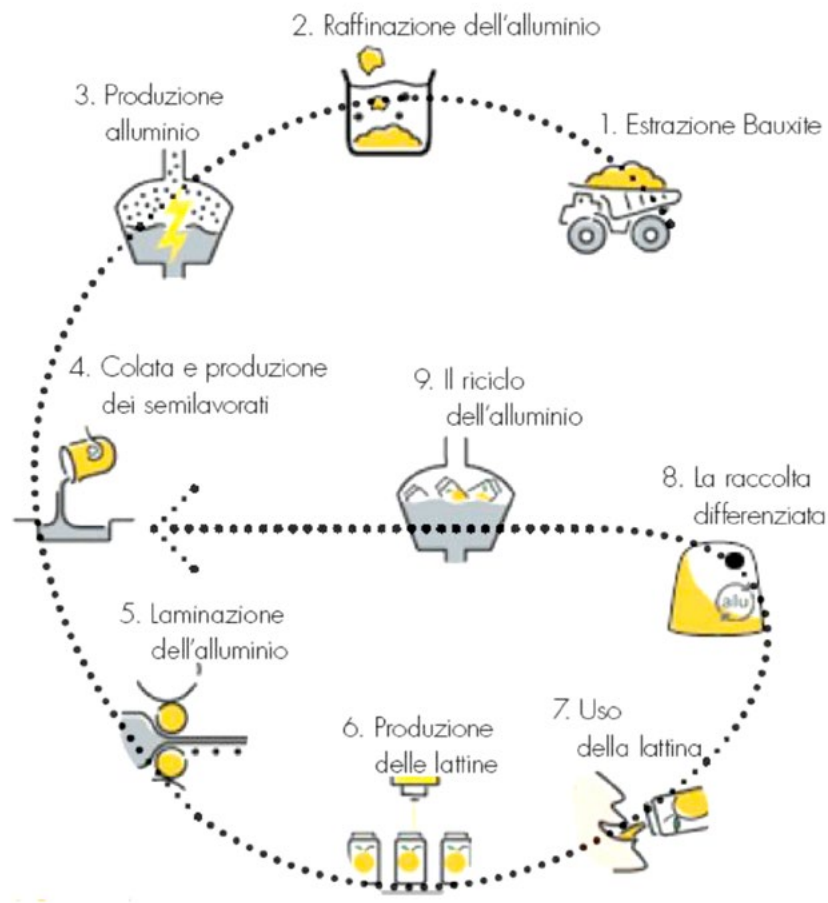 1. Estrazione Bauxite
2. Raffinazione dell'alluminio
3. Produzione
alluminio
4. Colata e produzione
dei semilavorati
5. Laminazione
dell'alluminio
6. Produzione
delle lattine
7. Uso
della lattina
8. La raccolta
differenziata
allu
9. Il riciclo
dell'alluminio